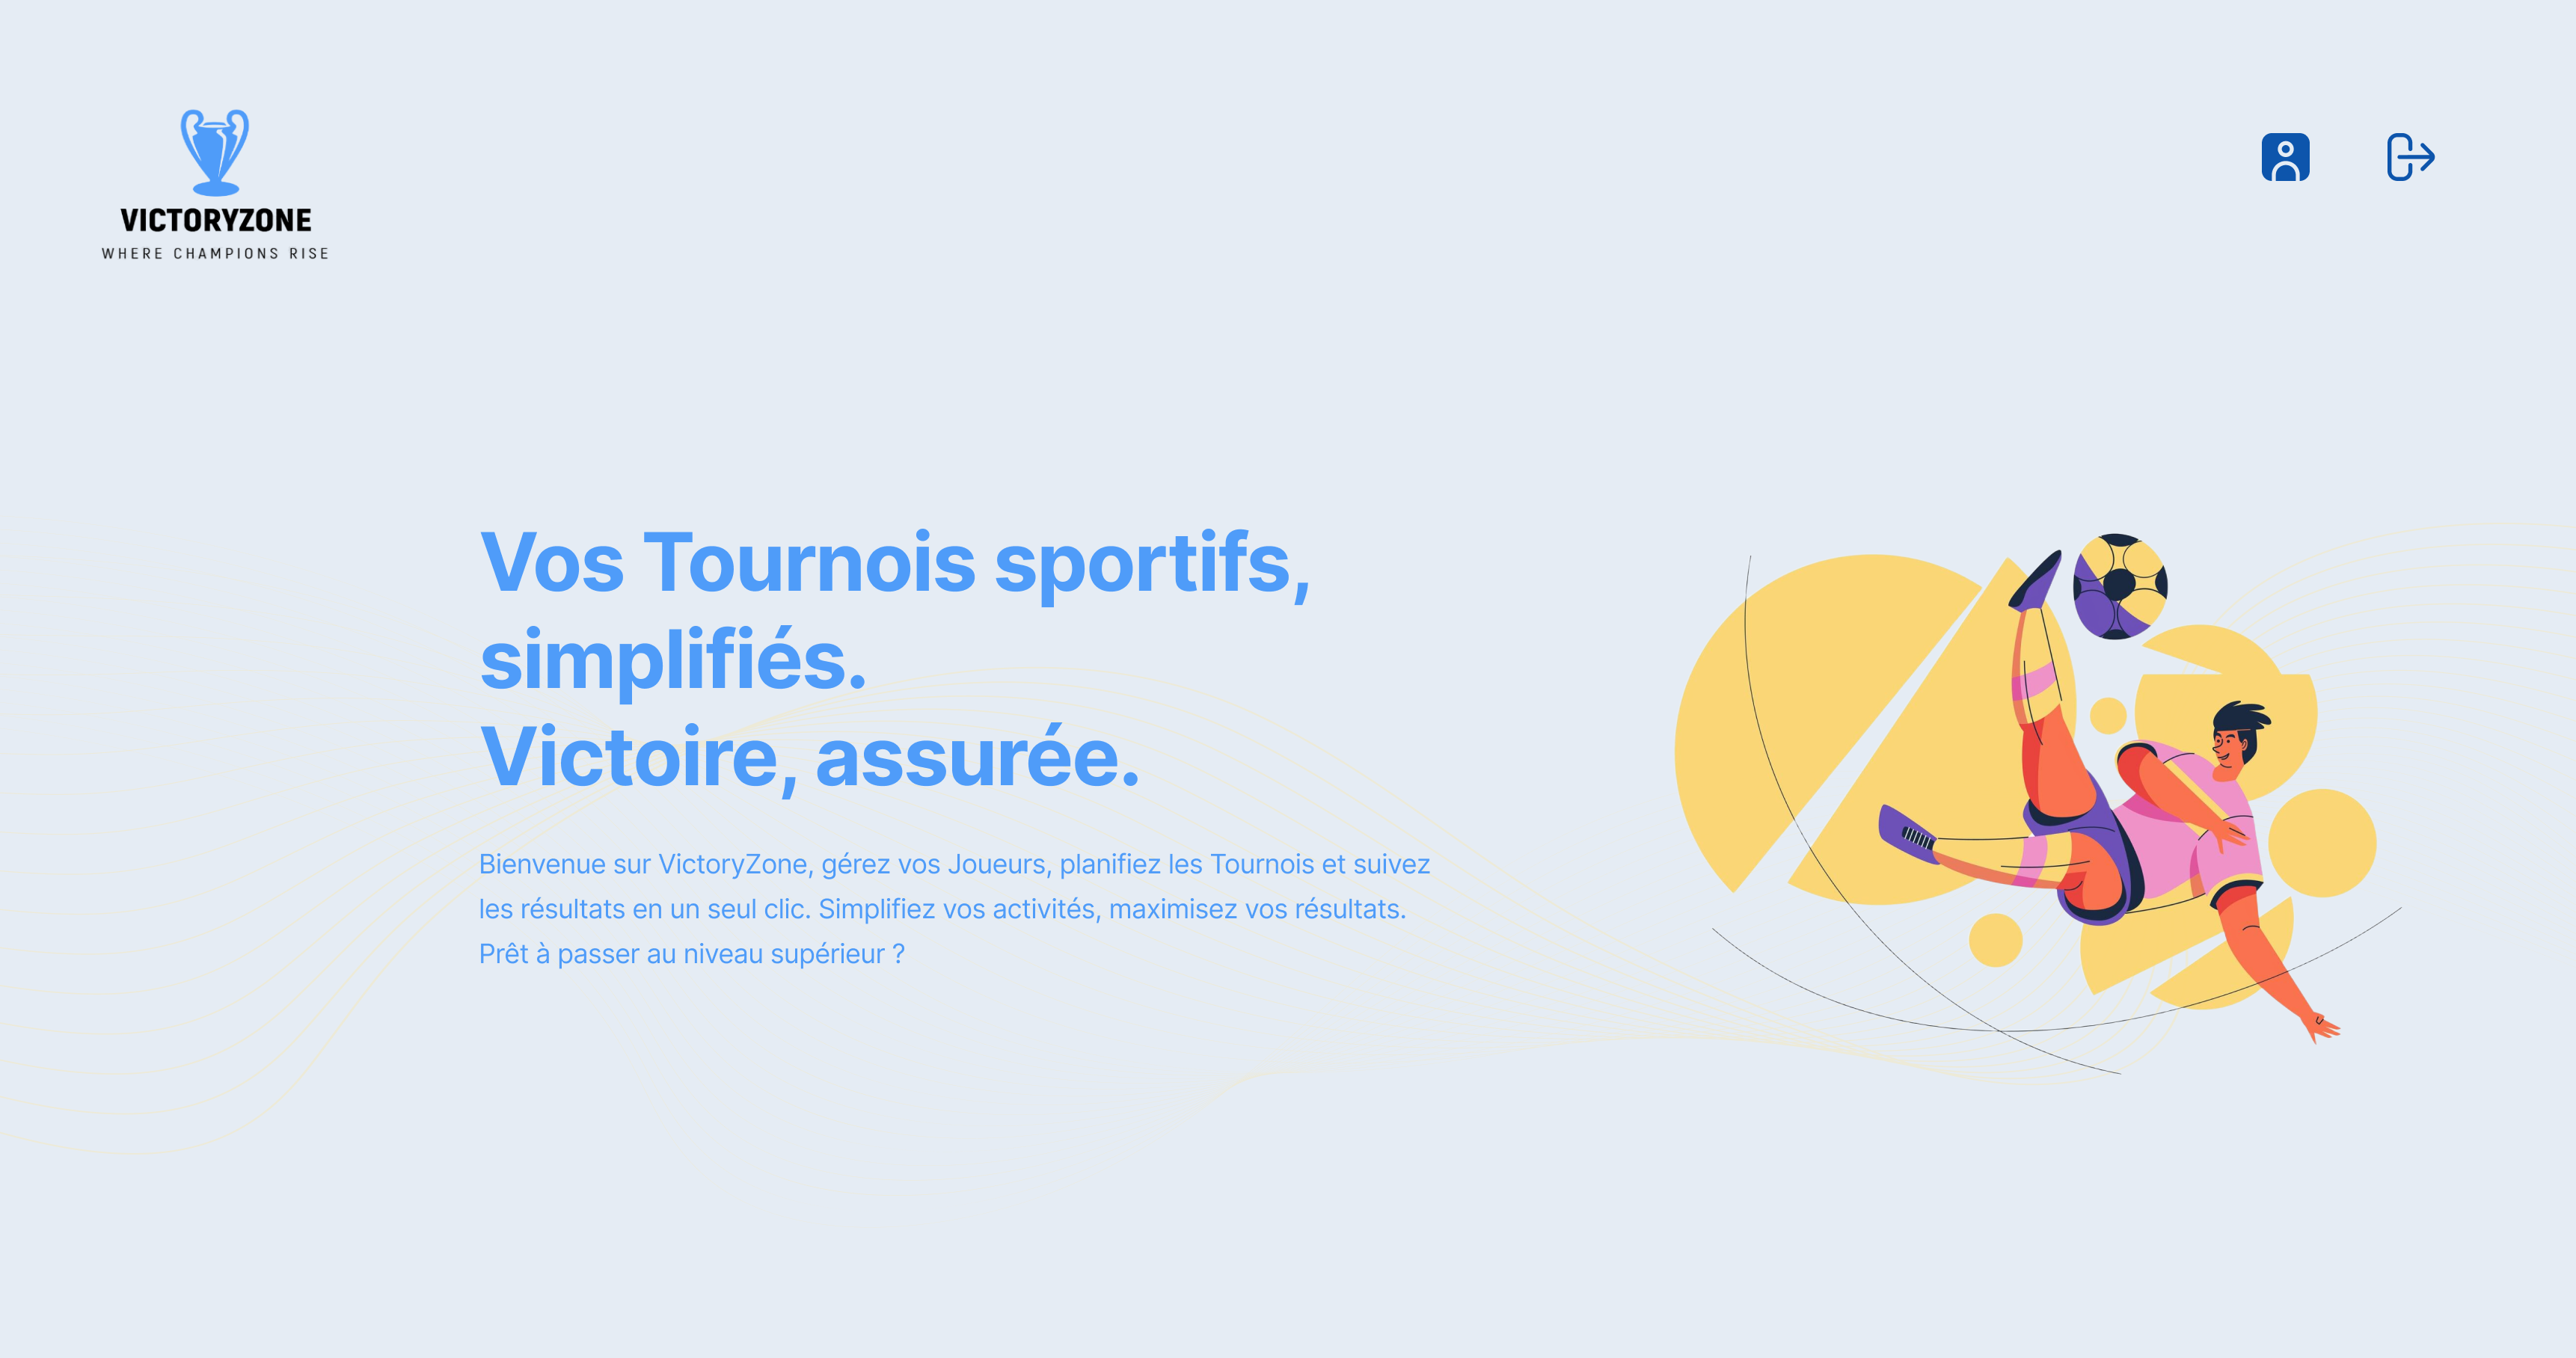 VICTORYZONE
WHERE CHAMPIONS RISE
Vos Tournois sportifs,
simplifiés.
Victoire, assurée.
Bienvenue sur VictoryZone, gérez vos Joueurs, planifiez les Tournois et suivez
les résultats en un seul clic. Simplifiez vos activités, maximisez vos résultats.
Prêt à passer au niveau supérieur ?